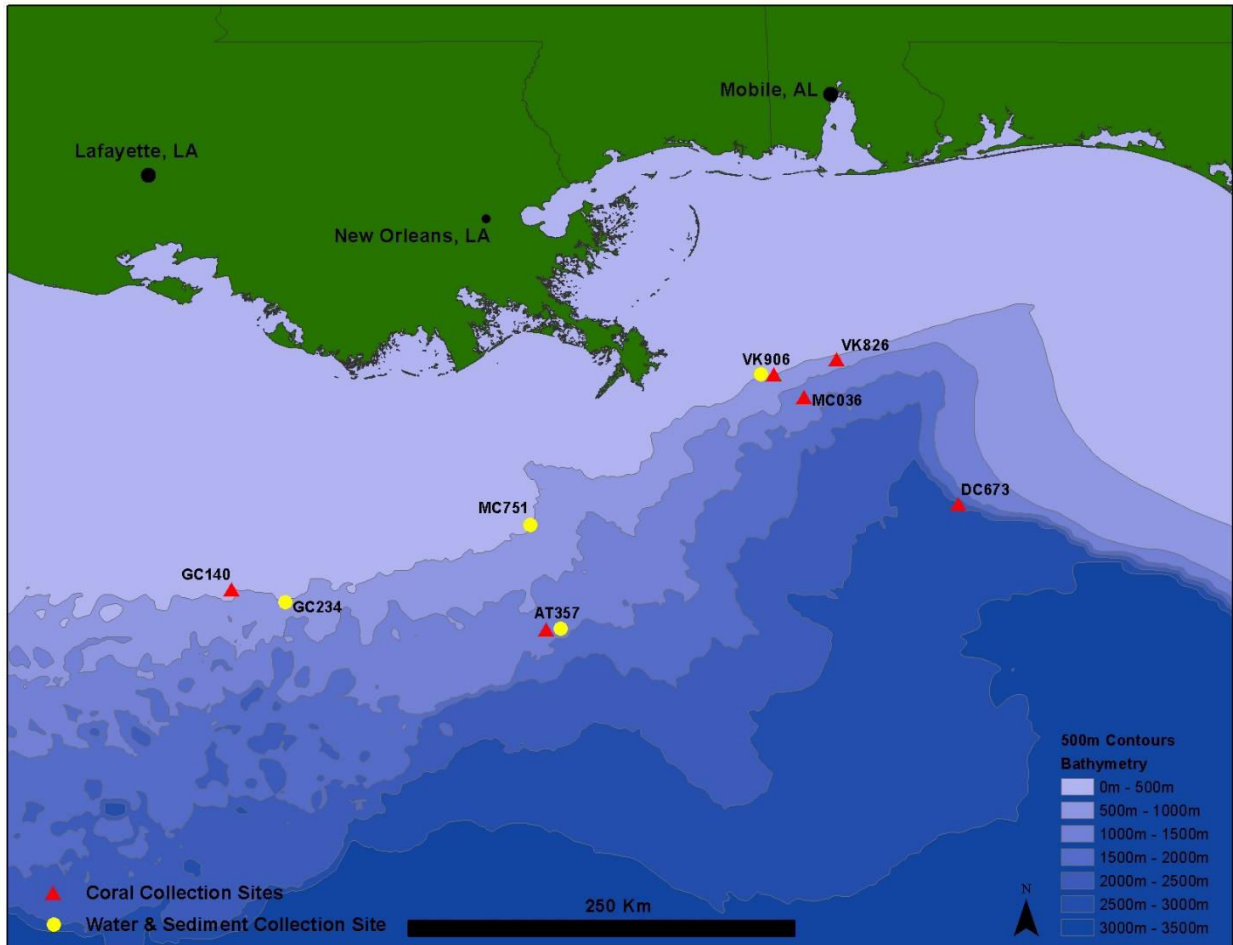 Mobile, AL
Lafayette, LA
New Orleans, LA
VK826
VK906
MC036
DC673
MC751
GC140
GC234
AT357
500m Contours
Bathymetry
0m - 500m
500m - 1000m
1000m - 1500m
1500m - 2000m
2000m - 2500m
2500m - 3000m
3000m - 3500m
Coral Collection Sites
Water & Sediment Collection Site
250 Km
N